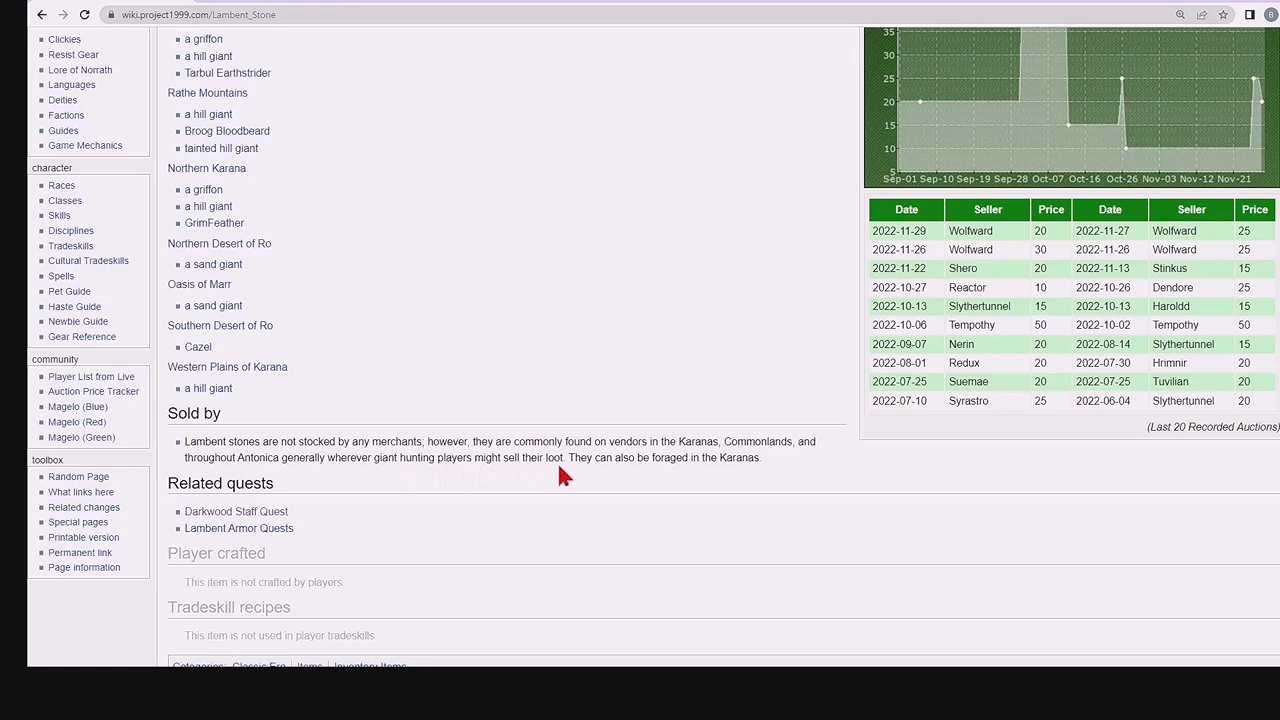 wiki.project1999.com/Lambent_Stone
B
Clickies
Resist Gear
Lore of Norrath
Languages
Deities
Factions
Guides
Game Mechanics
character
Races
Classes
Skills
Disciplines
Tradeskills
Cultural Tradeskills
Spells
Pet Guide
Haste Guide
Newbie Guide
Gear Reference
community
Player List from Live
Auction Price Tracker
Magelo (Blue)
Magelo (Red)
Magelo (Green)
toolbox
Random Page
What links here
Related changes
Special pages
Printable version
Permanent link
Page information
a griffon
a hill giant
Tarbul Earthstrider
Rathe Mountains
a hill giant
Broog Bloodbeard
tainted hill giant
Northern Karana
a griffon
a hill giant
GrimFeather
Northern Desert of Ro
a sand giant
Oasis of Marr
a sand giant
Southern Desert of Ro
Cazel
Western Plains of Karana
a hill giant
Sold by
Lambent stones are not stocked by any merchants; however, they are commonly found on vendors in the Karanas, Commonlands, and
throughout Antonica generally wherever giant hunting players might sell their loot. They can also be foraged in the Karanas.
Related quests
Darkwood Staff Quest
Lambent Armor Quests
Player crafted
This item is not crafted by players.
Tradeskill recipes
This item is not used in player tradeskills.
Categories: Classic Era | Items | Inventory Items
35
30
25
20
15
10
5
Sep-01 Sep-10 Sep-19 Sep-28 Oct-07 Oct-16 Oct-26 Nov-03 Nov-12 Nov-21
Date Seller Price Date Seller Price
2022-11-29 Wolfward 20 2022-11-27 Wolfward 25
2022-11-26 Wolfward 30 2022-11-26 Wolfward 25
2022-11-22 Shero 20 2022-11-13 Stinkus 15
2022-10-27 Reactor 10 2022-10-26 Dendore 25
2022-10-13 Slythertunnel 15 2022-10-13 Haroldd 15
2022-10-06 Tempothy 50 2022-10-02 Tempothy 50
2022-09-07 Nerin 20 2022-08-14 Slythertunnel 15
2022-08-01 Redux 20 2022-07-30 Hrimnir 20
2022-07-25 Suemae 20 2022-07-25 Tuvilian 20
2022-07-10 Syrastro 25 2022-06-04 Slythertunnel 20
(Last 20 Recorded Auctions)